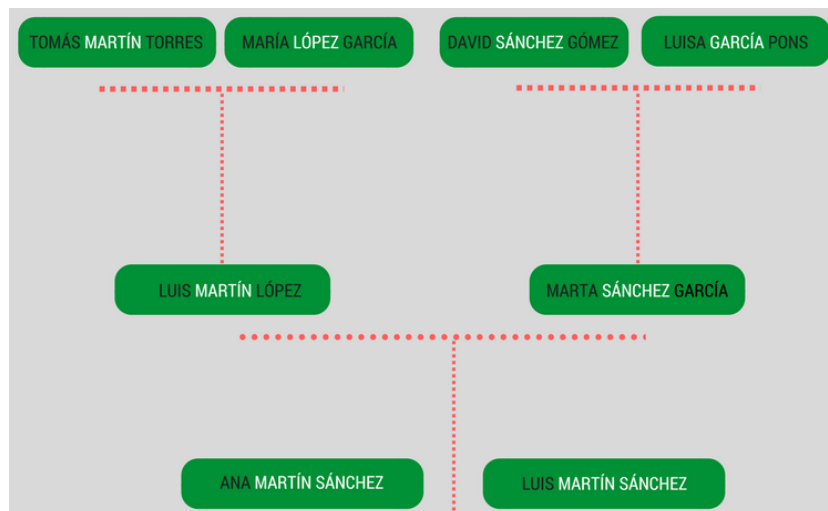 TOMÁS MARTÍN TORRES
MARÍA LÓPEZ GARCÍA
DAVID SÁNCHEZ GÓMEZ
LUISA GARCÍA PONS
LUIS MARTÍN LÓPEZ
MARTA SÁNCHEZ GARCÍA
ANA MARTÍN SÁNCHEZ
LUIS MARTÍN SÁNCHEZ